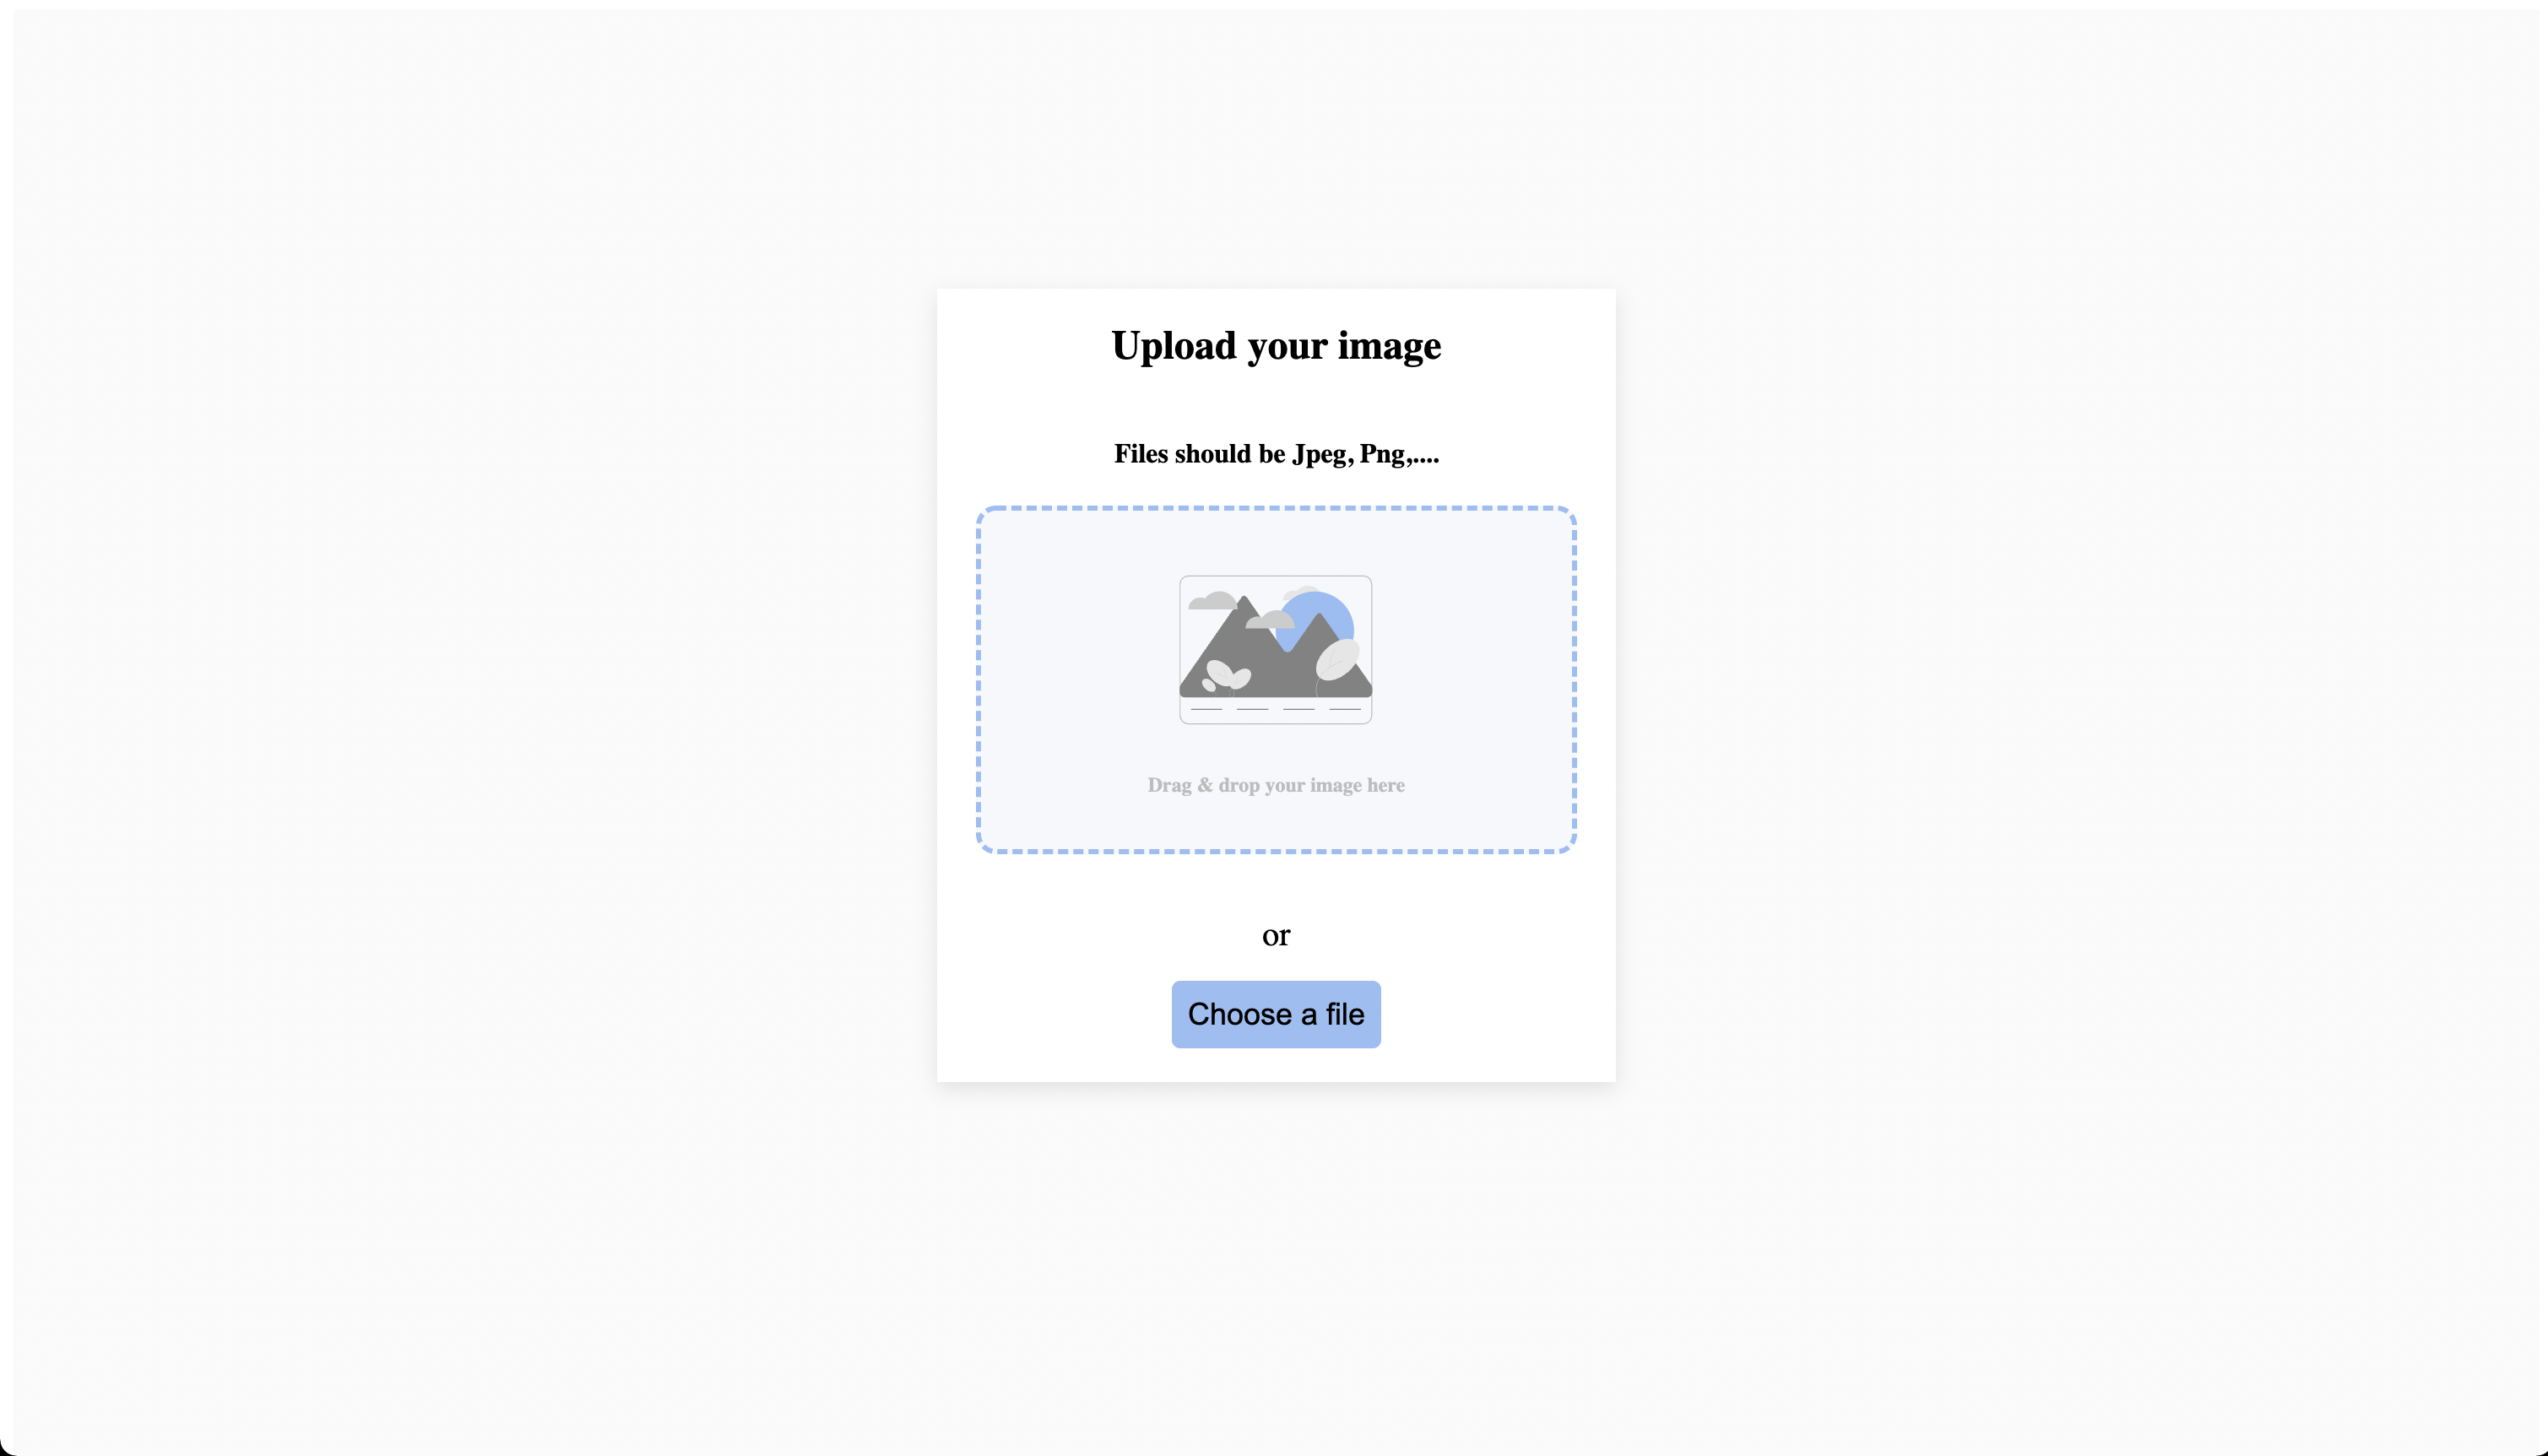 Upload your image
Files should be Jpeg, Png,....
Drag & drop your image here
or
Choose a file